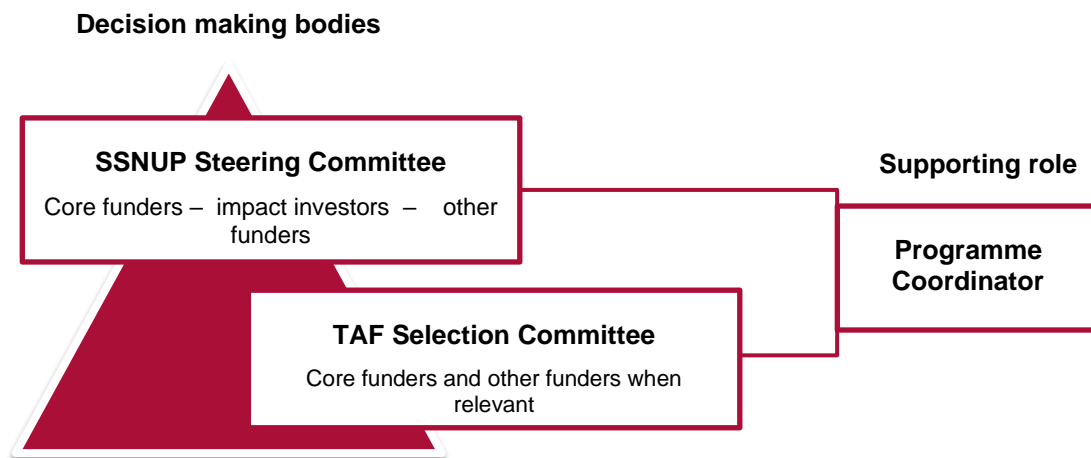 Decision making bodies
SSNUP Steering Committee
Core funders – impact investors – other
funders
Supporting role
Programme
Coordinator
TAF Selection Committee
Core funders and other funders when
relevant